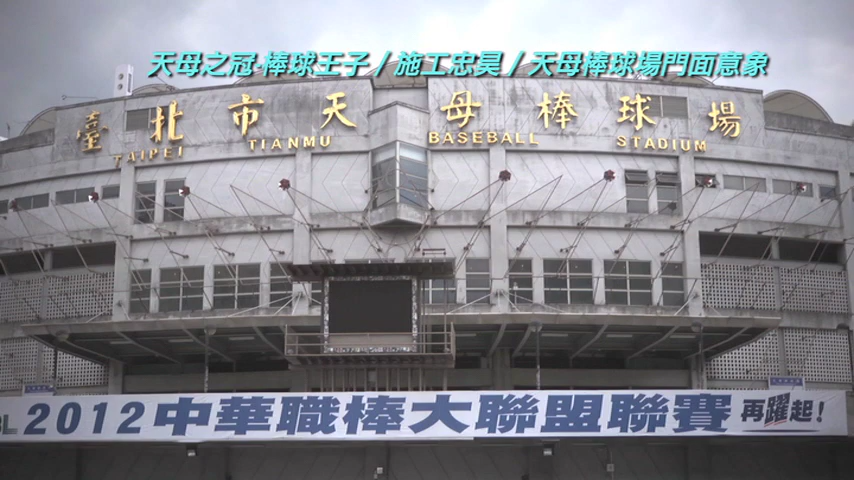 天母之冠-棒球王子 / 施工忠昊 / 天母棒球場門面意象
臺北市天母棒球場
TAIPEI TIANMU BASEBALL STADIUM
2012 中華職棒大聯盟聯賽 再躍起!